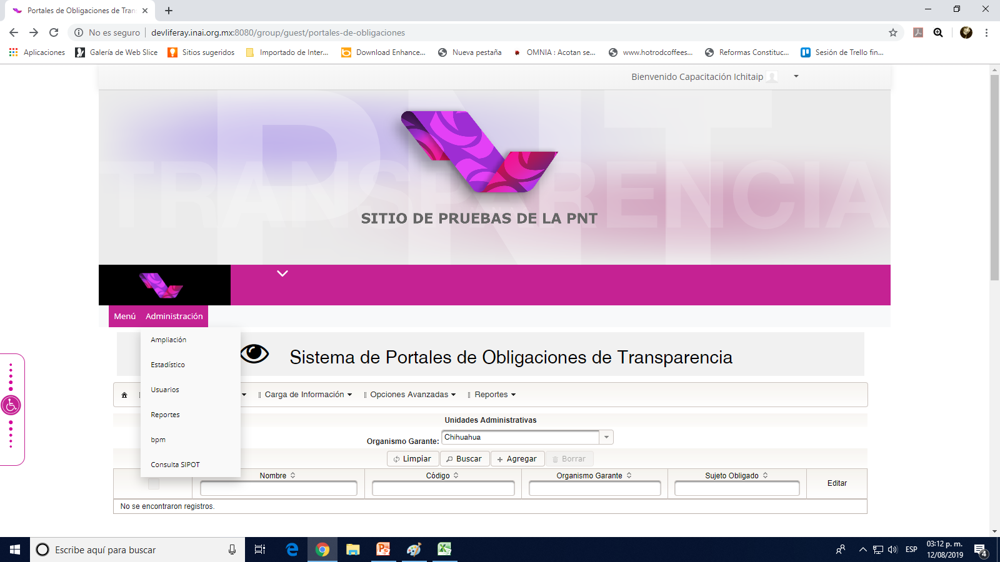 Portales de Obligaciones de Tran
No es seguro
devliferay.inai.org.mx:8080/group/guest/portales-de-obligaciones
Aplicaciones
Galería de Web Slice
Sitios sugeridos
Importado de Inter...
Download Enhance...
Nueva pestaña
OMNIA : Acotan se...
www.hotrodcoffees...
Reformas Constituc...
Sesión de Trello fin...
Bienvenido Capacitación Ichitaip
PNT
TRANSPARENCIA
SITIO DE PRUEBAS DE LA PNT
Menú
Administración
Ampliación
Estadístico
Usuarios
Reportes
bpm
Consulta SIPOT
Sistema de Portales de Obligaciones de Transparencia
Carga de Información
Opciones Avanzadas
Reportes
Unidades Administrativas
Organismo Garante:
Chihuahua
Limpiar
Buscar
Agregar
Borrar
Nombre
Código
Organismo Garante
Sujeto Obligado
Editar
No se encontraron registros.
Escribe aquí para buscar
ESP
03:12 p. m.
12/08/2019
4